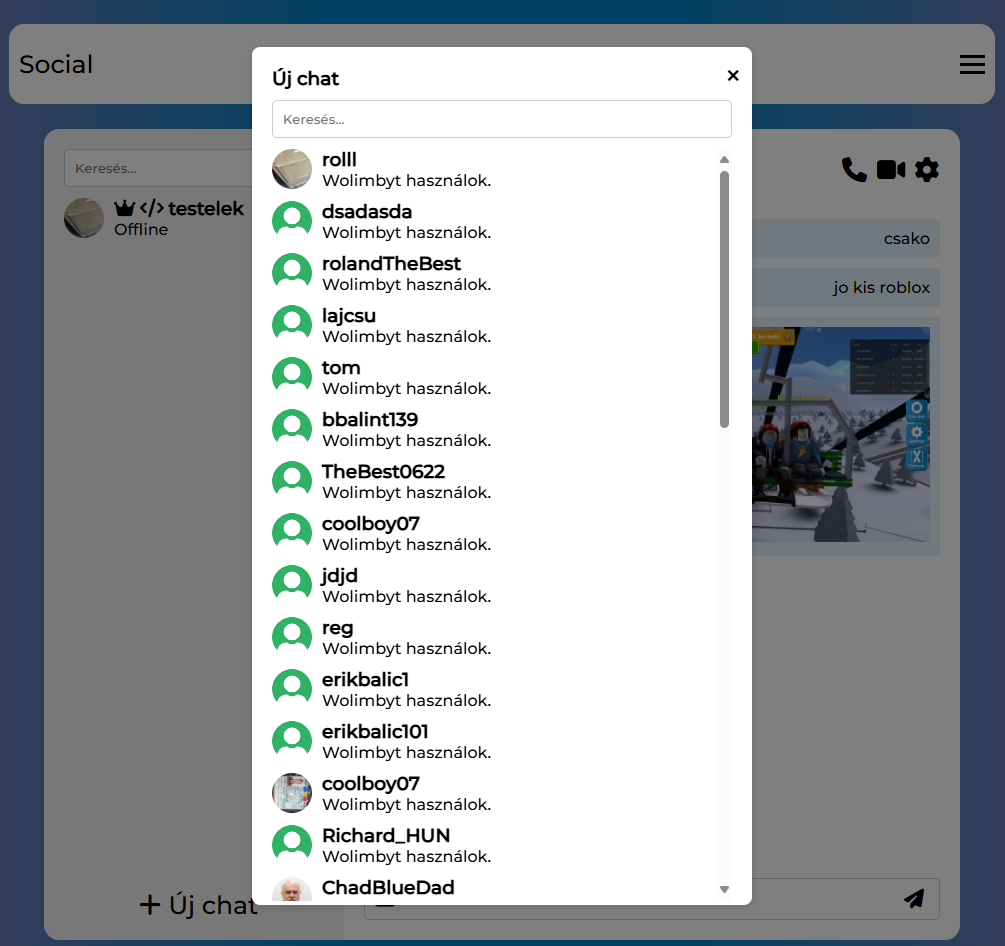 Social
Új chat
Keresés...
rolll
Wolimbyt használok.
dsadasda
Wolimbyt használok.
rolandTheBest
Wolimbyt használok.
lajcsu
Wolimbyt használok.
tom
Wolimbyt használok.
bbalint139
Wolimbyt használok.
TheBest0622
Wolimbyt használok.
coolboy07
Wolimbyt használok.
jdjd
Wolimbyt használok.
reg
Wolimbyt használok.
erikbalic1
Wolimbyt használok.
erikbalic101
Wolimbyt használok.
coolboy07
Wolimbyt használok.
Richard_HUN
Wolimbyt használok.
ChadBlueDad
Keresés...
</> testelek
Offline
+ Új chat
csako
jo kis roblox